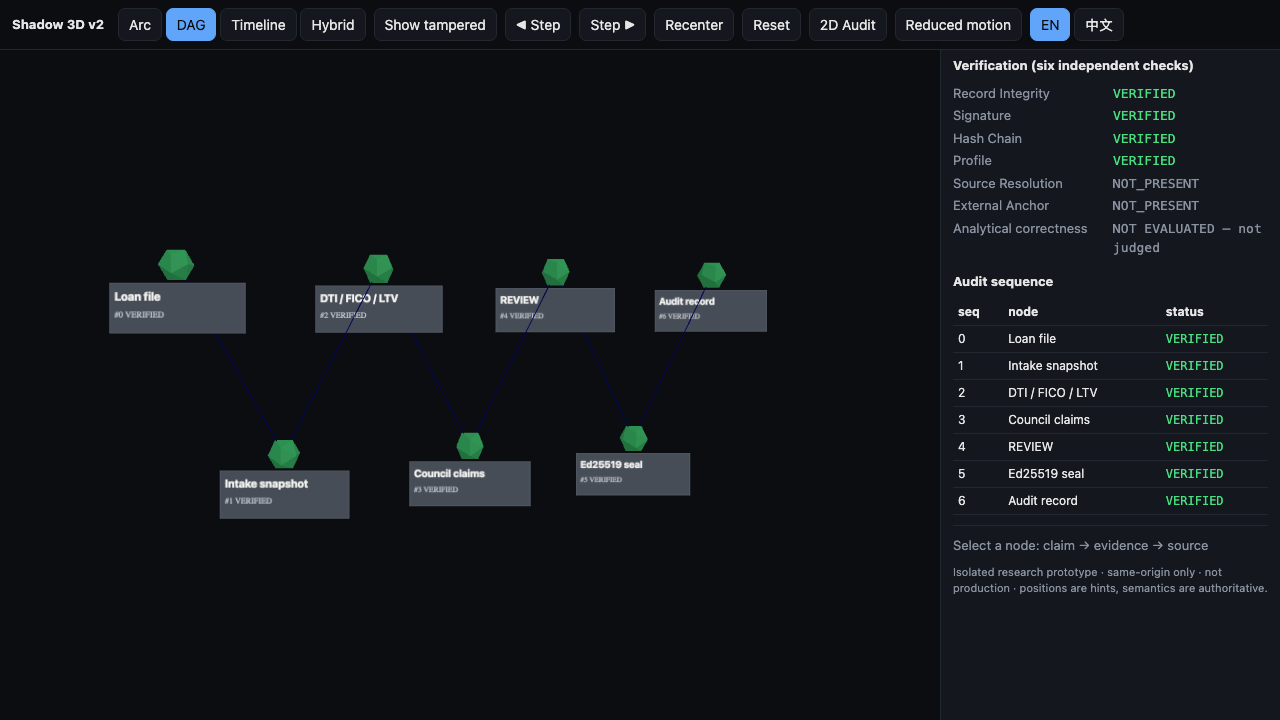 Shadow 3D v2 Arc DAG Timeline Hybrid Show tampered ◀ Step Step ▶ Recenter Reset 2D Audit Reduced motion EN 中文
Loan file
#0 VERIFIED
DTI / FICO / LTV
#2 VERIFIED
REVIEW
#4 VERIFIED
Audit record
#6 VERIFIED
Intake snapshot
#1 VERIFIED
Council claims
#3 VERIFIED
Ed25519 seal
#5 VERIFIED
Verification (six independent checks)
Record Integrity VERIFIED
Signature VERIFIED
Hash Chain VERIFIED
Profile VERIFIED
Source Resolution NOT_PRESENT
External Anchor NOT_PRESENT
Analytical correctness NOT EVALUATED — not
judged
Audit sequence
seq node status
0 Loan file VERIFIED
1 Intake snapshot VERIFIED
2 DTI / FICO / LTV VERIFIED
3 Council claims VERIFIED
4 REVIEW VERIFIED
5 Ed25519 seal VERIFIED
6 Audit record VERIFIED
Select a node: claim → evidence → source
Isolated research prototype · same-origin only · not
production · positions are hints, semantics are authoritative.